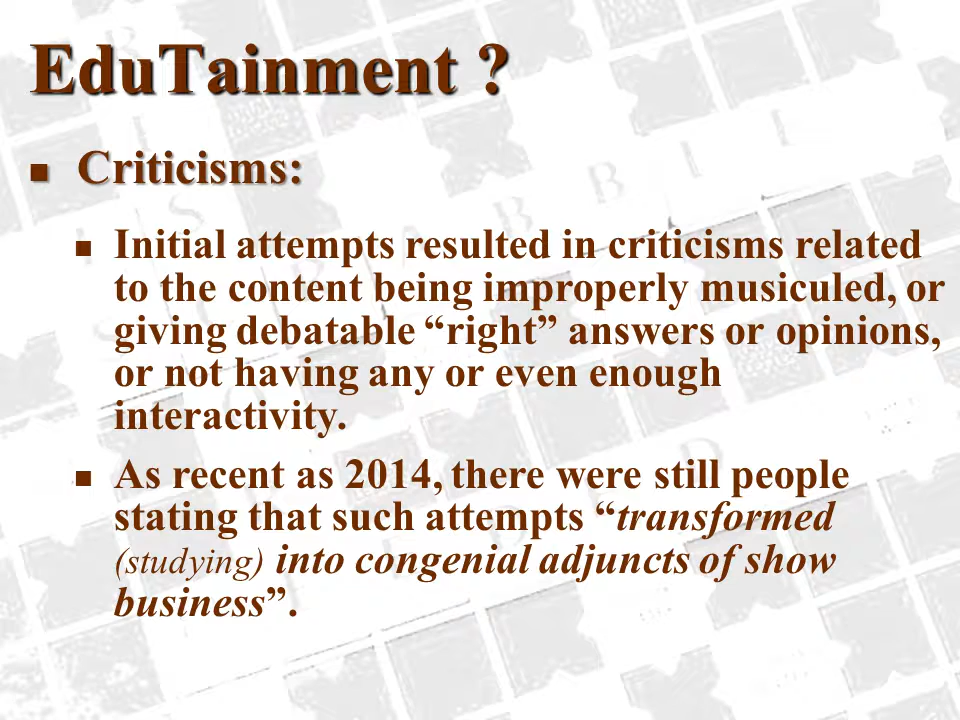 EduTainment ?
Criticisms:
Initial attempts resulted in criticisms related
to the content being improperly musiculed, or
giving debatable “right” answers or opinions,
or not having any or even enough
interactivity.
As recent as 2014, there were still people
stating that such attempts “transformed
(studying) into congenial adjuncts of show
business”.